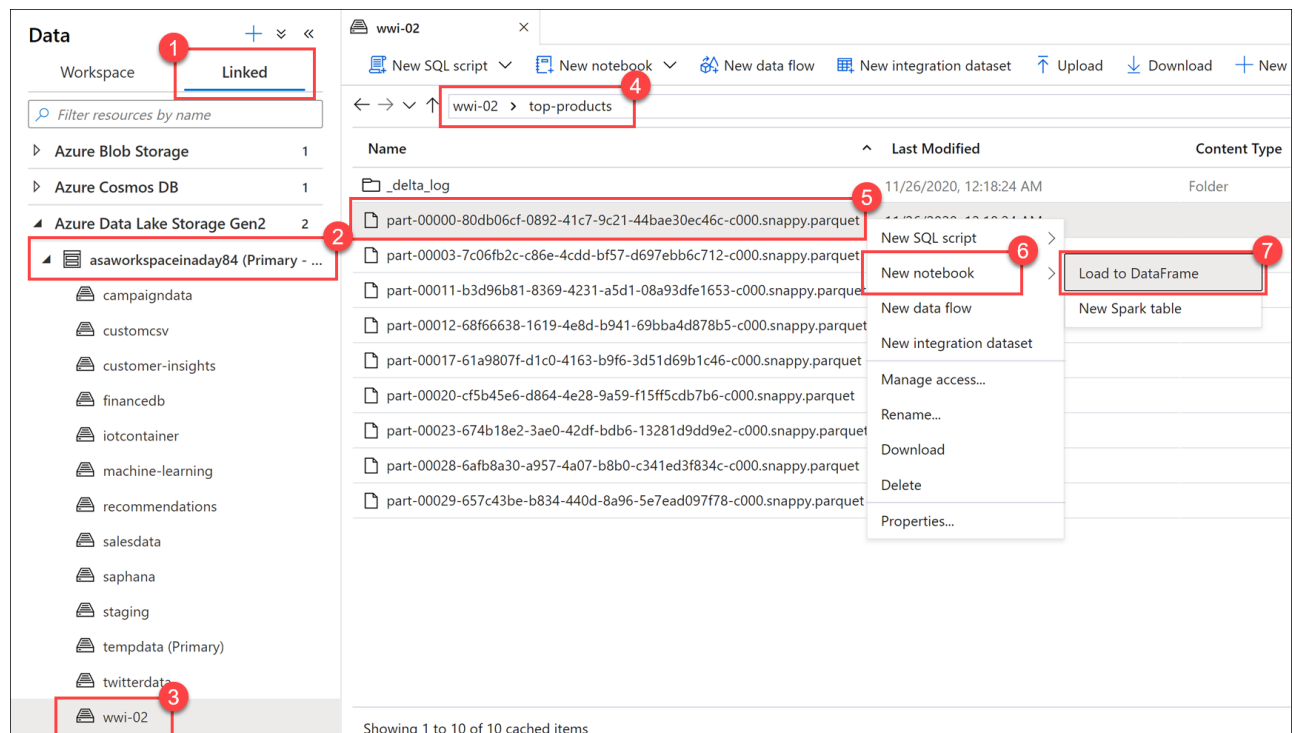 Data
1
Workspace
Linked
Filter resources by name
Azure Blob Storage 1
Azure Cosmos DB 1
Azure Data Lake Storage Gen2 2
2
asaworkspaceinaday84 (Primary - ...
campaigndata
customcsv
customer-insights
financedb
iotcontainer
machine-learning
recommendations
salesdata
saphana
staging
tempdata (Primary)
twitterdata
3
wwi-02
wwi-02
New SQL script
New notebook
New data flow
New integration dataset
Upload
Download
New
4
wwi-02 > top-products
Name
Last Modified
Content Type
_delta_log 11/26/2020, 12:18:24 AM Folder
5
part-00000-80db06cf-0892-41c7-9c21-44bae30ec46c-c000.snappy.parquet
part-00003-7c06fb2c-c86e-4cdd-bf57-d697ebb6c712-c000.snappy.parquet
part-00011-b3d96b81-8369-4231-a5d1-08a93dfe1653-c000.snappy.parquet
part-00012-68f66638-1619-4e8d-b941-69bba4d878b5-c000.snappy.parquet
part-00017-61a9807f-d1c0-4163-b9f6-3d51d69b1c46-c000.snappy.parquet
part-00020-cf5b45e6-d864-4e28-9a59-f15ff5cdb7b6-c000.snappy.parquet
part-00023-674b18e2-3ae0-42df-bdb6-13281d9dd9e2-c000.snappy.parquet
part-00028-6afb8a30-a957-4a07-b8b0-c341ed3f834c-c000.snappy.parquet
part-00029-657c43be-b834-440d-8a96-5e7ead097f78-c000.snappy.parquet
New SQL script
6
New notebook
New data flow
New integration dataset
Manage access...
Rename...
Download
Delete
Properties...
7
Load to DataFrame
New Spark table
Showing 1 to 10 of 10 cached items